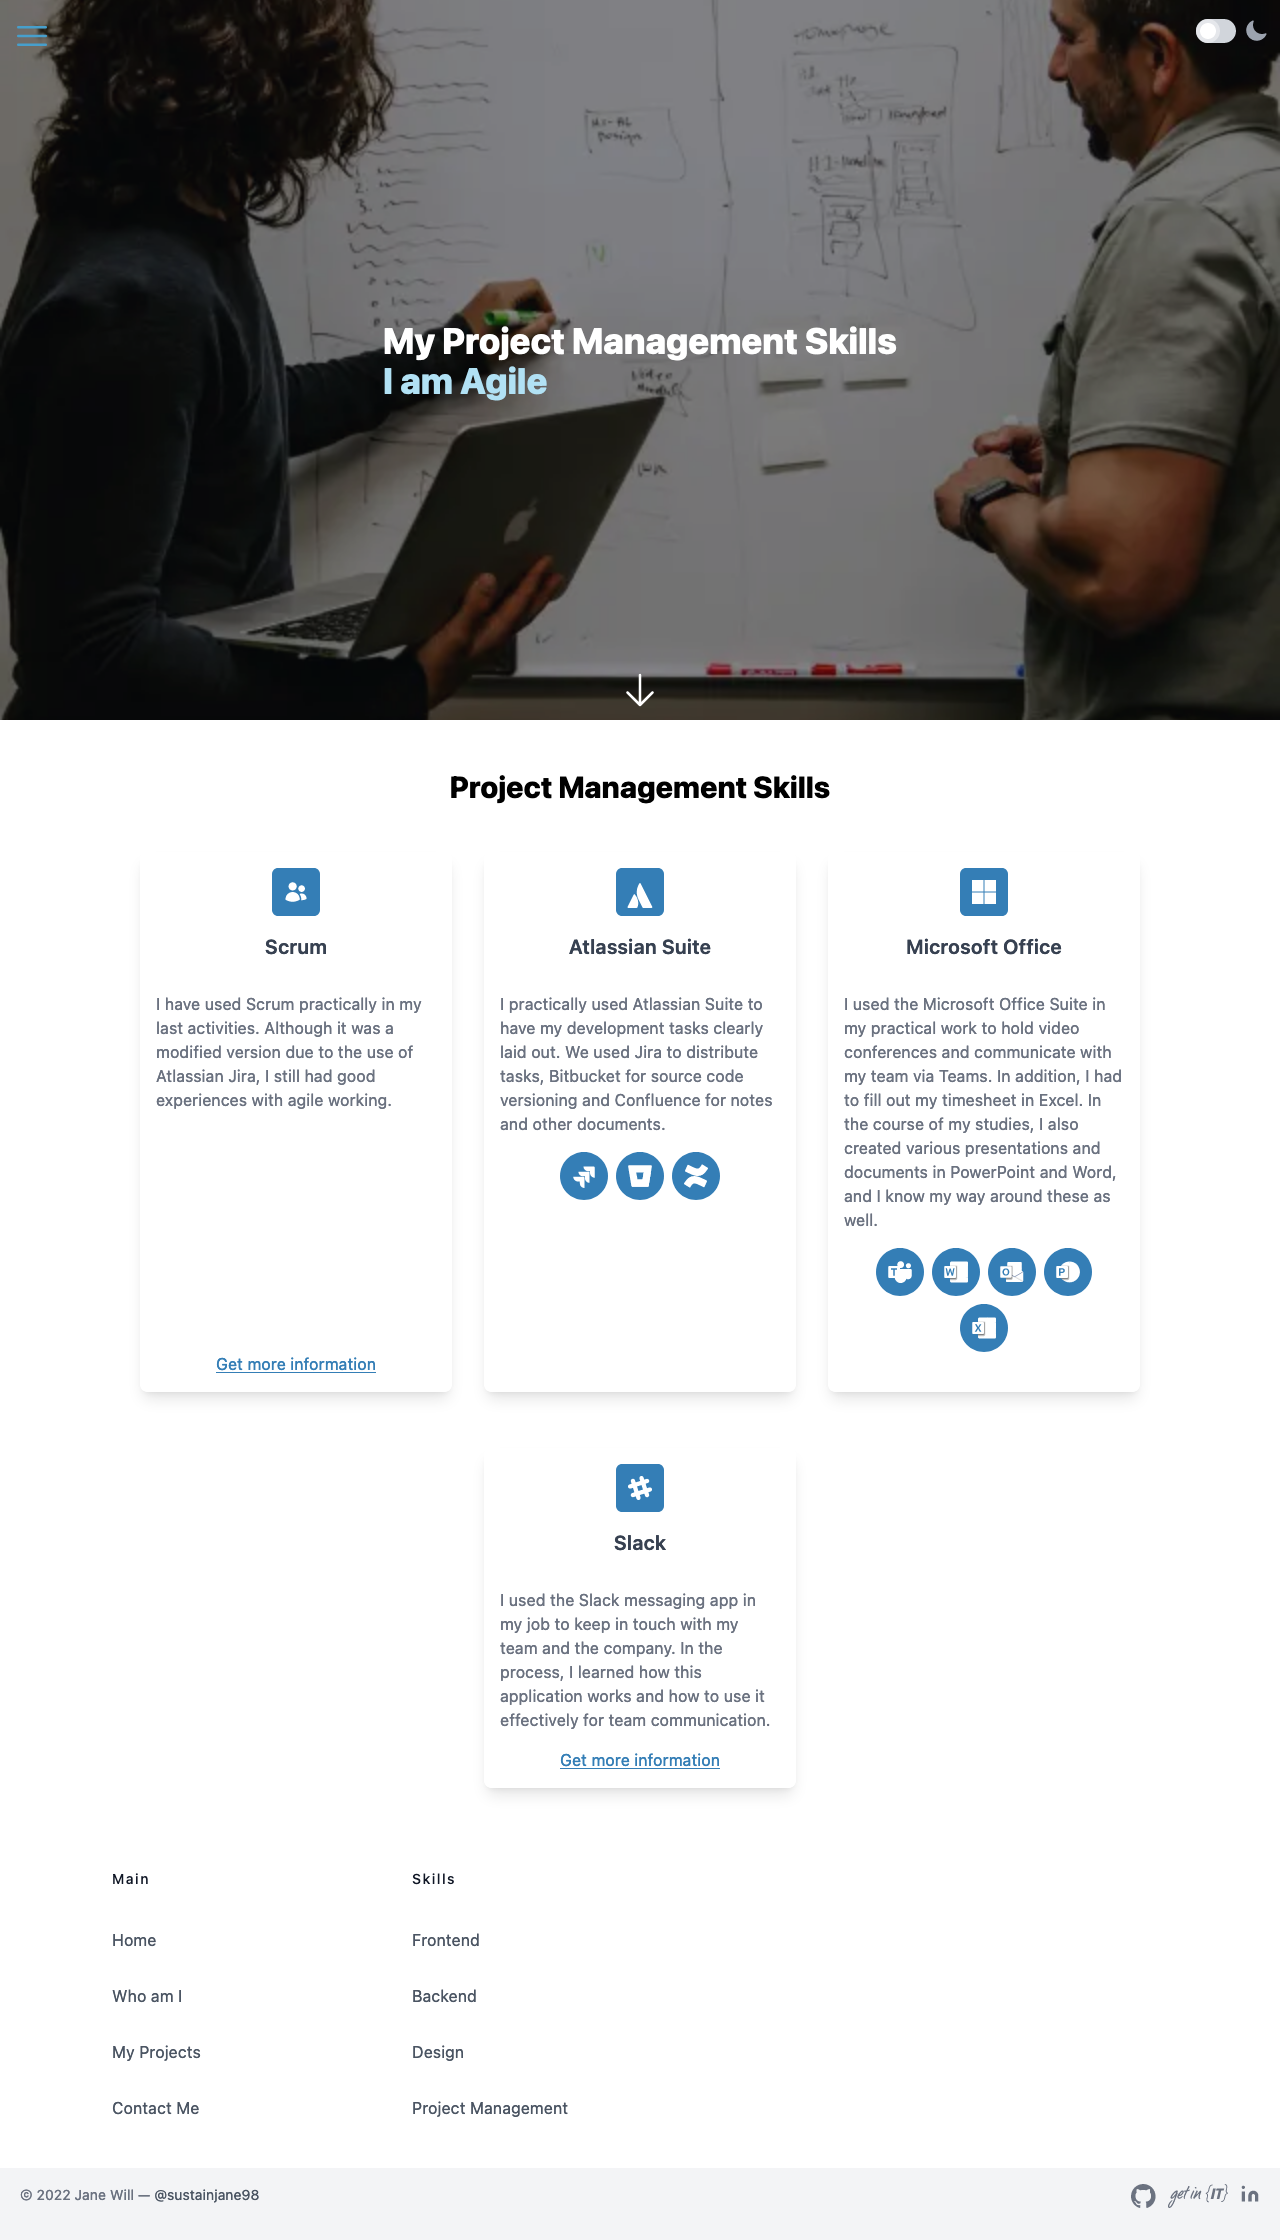 My Project Management Skills
I am Agile
Project Management Skills
Scrum
I have used Scrum practically in my
last activities. Although it was a
modified version due to the use of
Atlassian Jira, I still had good
experiences with agile working.
Get more information
Atlassian Suite
I practically used Atlassian Suite to
have my development tasks clearly
laid out. We used Jira to distribute
tasks, Bitbucket for source code
versioning and Confluence for notes
and other documents.
Microsoft Office
I used the Microsoft Office Suite in
my practical work to hold video
conferences and communicate with
my team via Teams. In addition, I had
to fill out my timesheet in Excel. In
the course of my studies, I also
created various presentations and
documents in PowerPoint and Word,
and I know my way around these as
well.
T W O P
X
Slack
I used the Slack messaging app in
my job to keep in touch with my
team and the company. In the
process, I learned how this
application works and how to use it
effectively for team communication.
Get more information
Main
Home
Who am I
My Projects
Contact Me
Skills
Frontend
Backend
Design
Project Management
© 2022 Jane Will — @sustainjane98
get in {IT}
in